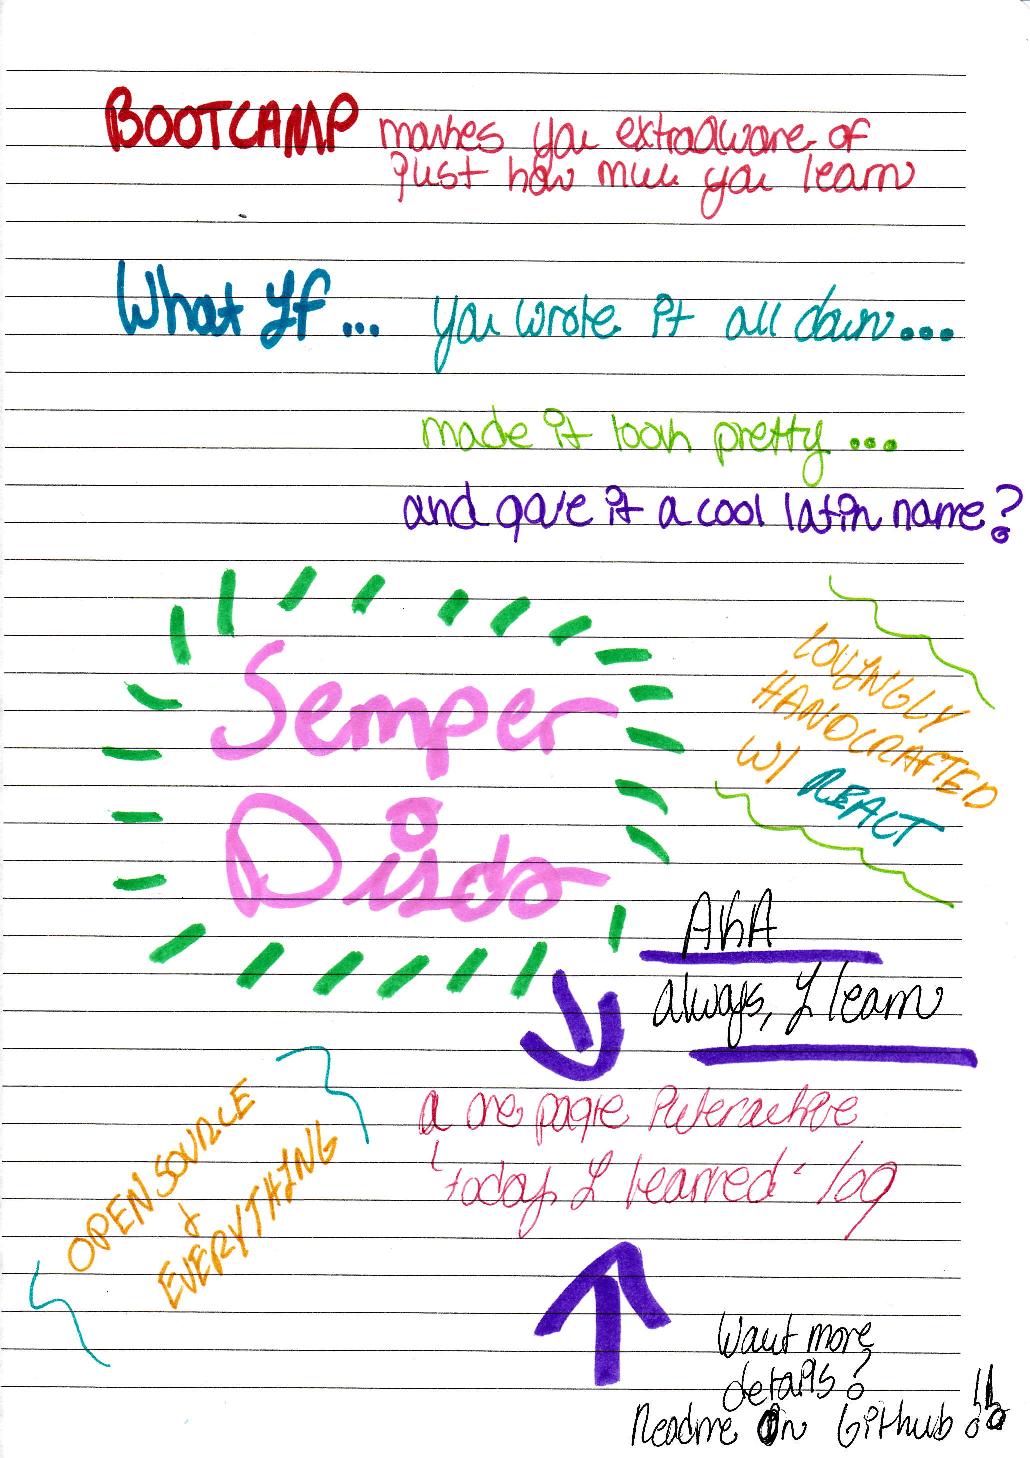 BOOTCAMP makes you extra aware of
just how much you learn
What If... you wrote it all down...
made it look pretty...
and gave it a cool latin name?
Semper
Disco
LOVINGLY
HANDCRAFTED
W/ REACT
AKA
always, I learn
a one page interactive
'today I learned' log
OPEN SOURCE
&
EVERYTHING
Want more
details?
Readme On Github!!